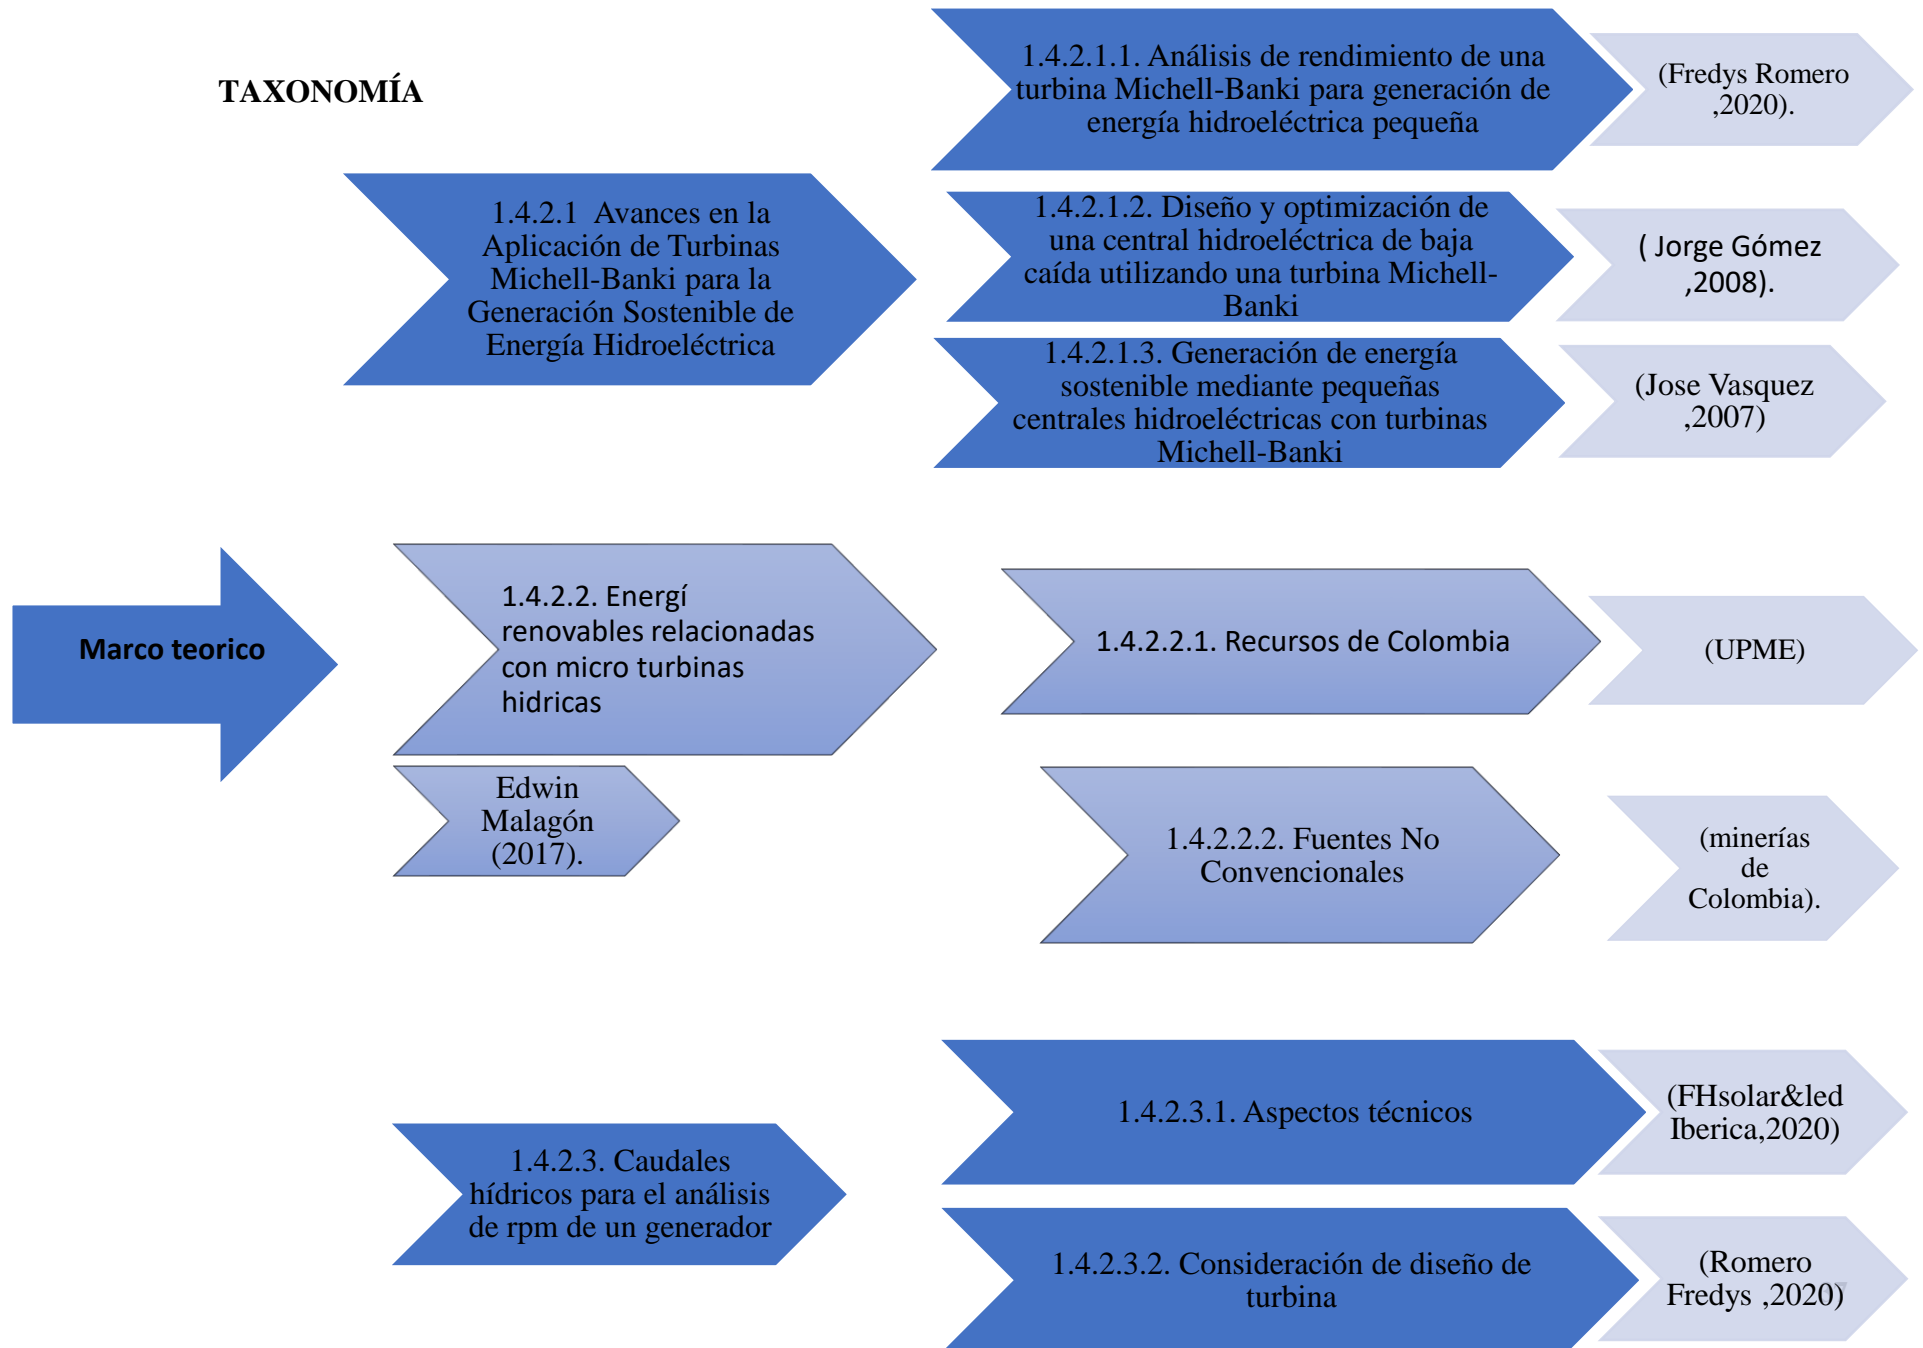 TAXONOMÍA
1.4.2.1.1. Análisis de rendimiento de una
turbina Michell-Banki para generación de
energía hidroeléctrica pequeña
(Fredys Romero
,2020).
1.4.2.1 Avances en la
Aplicación de Turbinas
Michell-Banki para la
Generación Sostenible de
Energía Hidroeléctrica
1.4.2.1.2. Diseño y optimización de
una central hidroeléctrica de baja
caída utilizando una turbina Michell-
Banki
( Jorge Gómez
,2008).
1.4.2.1.3. Generación de energía
sostenible mediante pequeñas
centrales hidroeléctricas con turbinas
Michell-Banki
(Jose Vasquez
,2007)
Marco teorico
1.4.2.2. Energí
renovables relacionadas
con micro turbinas
hidricas
Edwin
Malagón
(2017).
1.4.2.2.1. Recursos de Colombia
(UPME)
1.4.2.2.2. Fuentes No
Convencionales
(minerías
de
Colombia).
1.4.2.3. Caudales
hídricos para el análisis
de rpm de un generador
1.4.2.3.1. Aspectos técnicos
(FHsolar&led
Iberica,2020)
1.4.2.3.2. Consideración de diseño de
turbina
(Romero
Fredys ,2020)